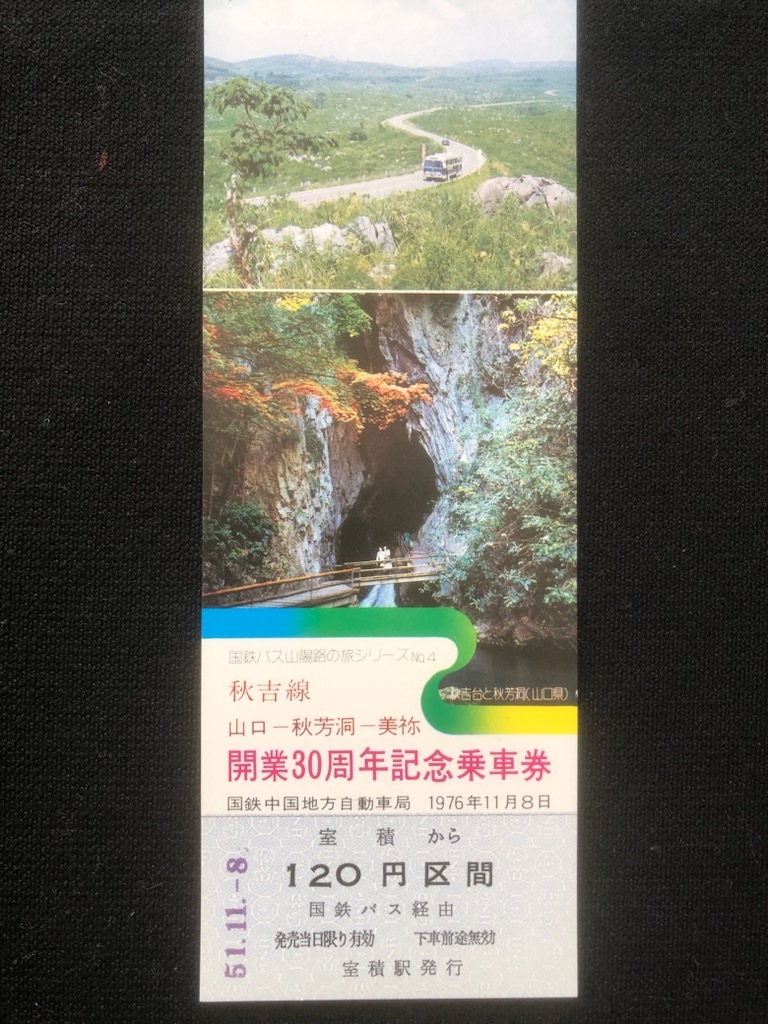 国鉄バス山陽路の旅シリーズNo.4
秋吉台と秋芳洞(山口県)
秋吉線
山口－秋芳洞－美祢
開業30周年記念乗車券
国鉄中国地方自動車局 1976年11月8日
室積から
120円区間
国鉄バス経由
発売当日限り有効 下車前途無効
室積駅発行
51.11.-8